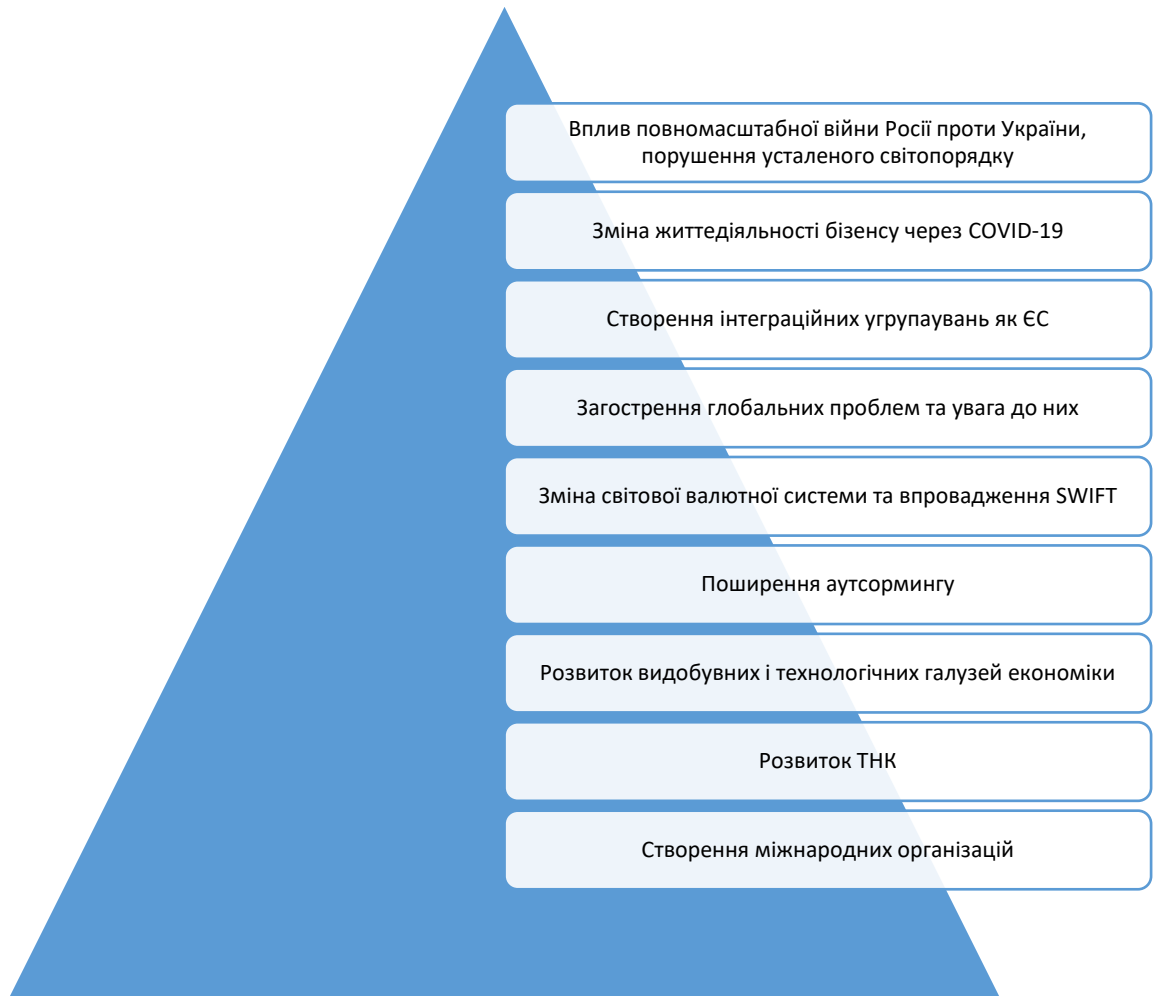 Вплив повномасштабної війни Росії проти України,
порушення усталеного світопорядку
Зміна життедіяльності бізенсу через COVID-19
Створення інтеграційних угрупаувань як ЄС
Загострення глобальних проблем та увага до них
Зміна світової валютної системи та впровадження SWIFT
Поширення аутсормингу
Розвиток видобувних і технологічних галузей економіки
Розвиток ТНК
Створення міжнародних організацій